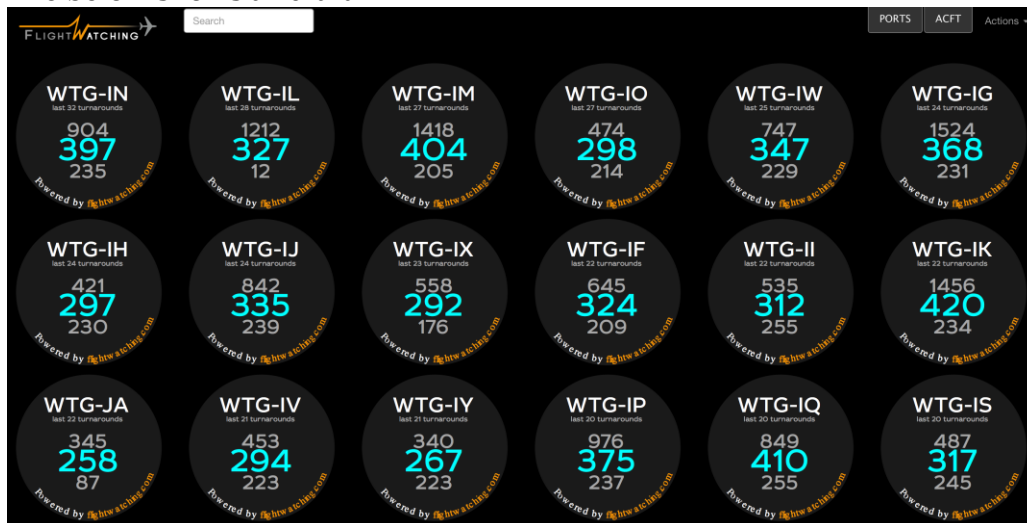 FLIGHTWATCHING
Search
PORTS ACFT Actions
WTG-IN
last 32 turnarounds
904
397
235
Powered by flightwatching.com
WTG-IL
last 28 turnarounds
1212
327
12
Powered by flightwatching.com
WTG-IM
last 27 turnarounds
1418
404
205
Powered by flightwatching.com
WTG-IO
last 27 turnarounds
474
298
214
Powered by flightwatching.com
WTG-IW
last 25 turnarounds
747
347
229
Powered by flightwatching.com
WTG-IG
last 24 turnarounds
1524
368
231
Powered by flightwatching.com
WTG-IH
last 24 turnarounds
421
297
230
Powered by flightwatching.com
WTG-IJ
last 24 turnarounds
842
335
239
Powered by flightwatching.com
WTG-IX
last 23 turnarounds
558
292
176
Powered by flightwatching.com
WTG-IF
last 22 turnarounds
645
324
209
Powered by flightwatching.com
WTG-II
last 22 turnarounds
535
312
255
Powered by flightwatching.com
WTG-IK
last 22 turnarounds
1456
420
234
Powered by flightwatching.com
WTG-JA
last 22 turnarounds
345
258
87
Powered by flightwatching.com
WTG-IV
last 21 turnarounds
453
294
223
Powered by flightwatching.com
WTG-IY
last 21 turnarounds
340
267
223
Powered by flightwatching.com
WTG-IP
last 20 turnarounds
976
375
237
Powered by flightwatching.com
WTG-IQ
last 20 turnarounds
849
410
255
Powered by flightwatching.com
WTG-IS
last 20 turnarounds
487
317
245
Powered by flightwatching.com